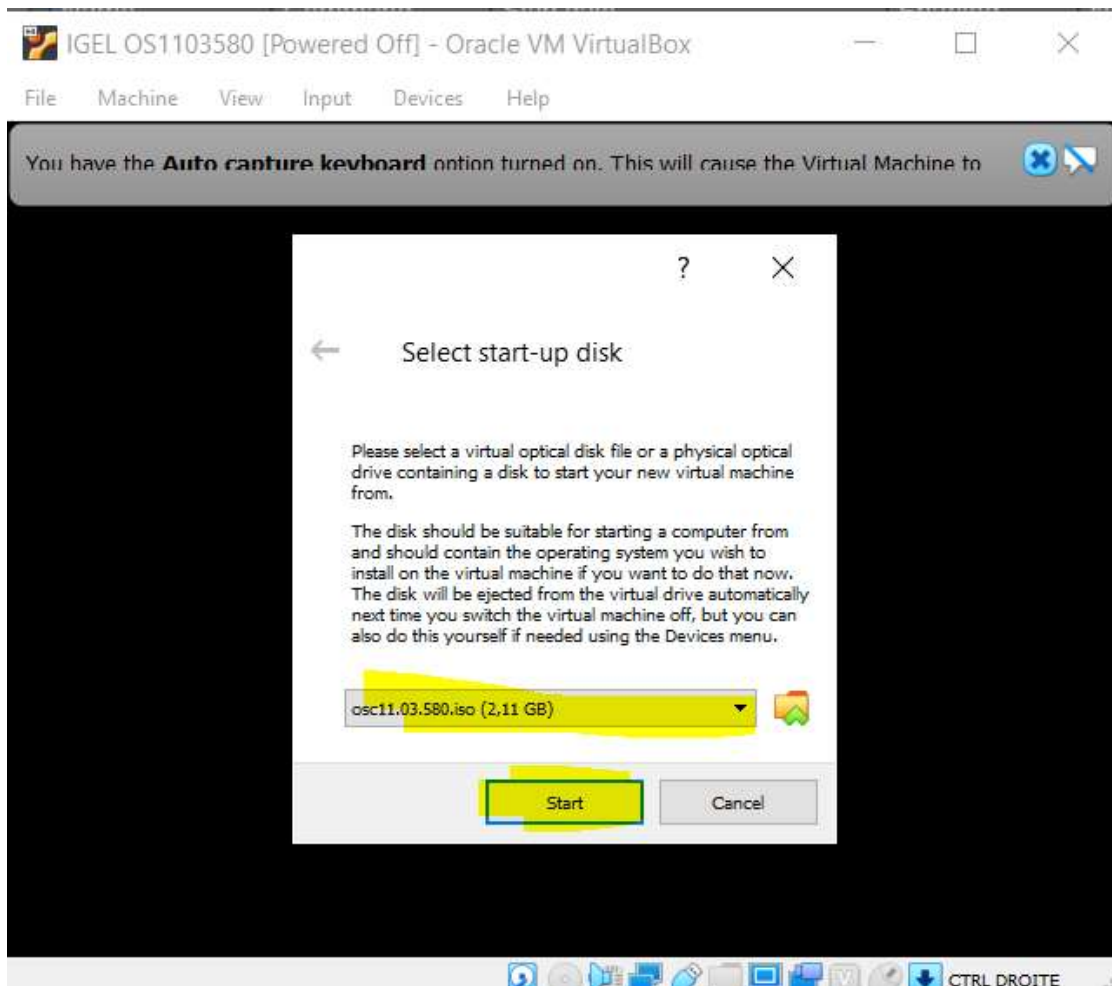 IGEL OS1103580 [Powered Off] - Oracle VM VirtualBox
File Machine View Input Devices Help
You have the Auto capture keyboard option turned on. This will cause the Virtual Machine to
?
Select start-up disk
Please select a virtual optical disk file or a physical optical
drive containing a disk to start your new virtual machine
from.
The disk should be suitable for starting a computer from
and should contain the operating system you wish to
install on the virtual machine if you want to do that now.
The disk will be ejected from the virtual drive automatically
next time you switch the virtual machine off, but you can
also do this yourself if needed using the Devices menu.
osc11.03.580.iso (2,11 GB)
Start Cancel
CTRL DROITE